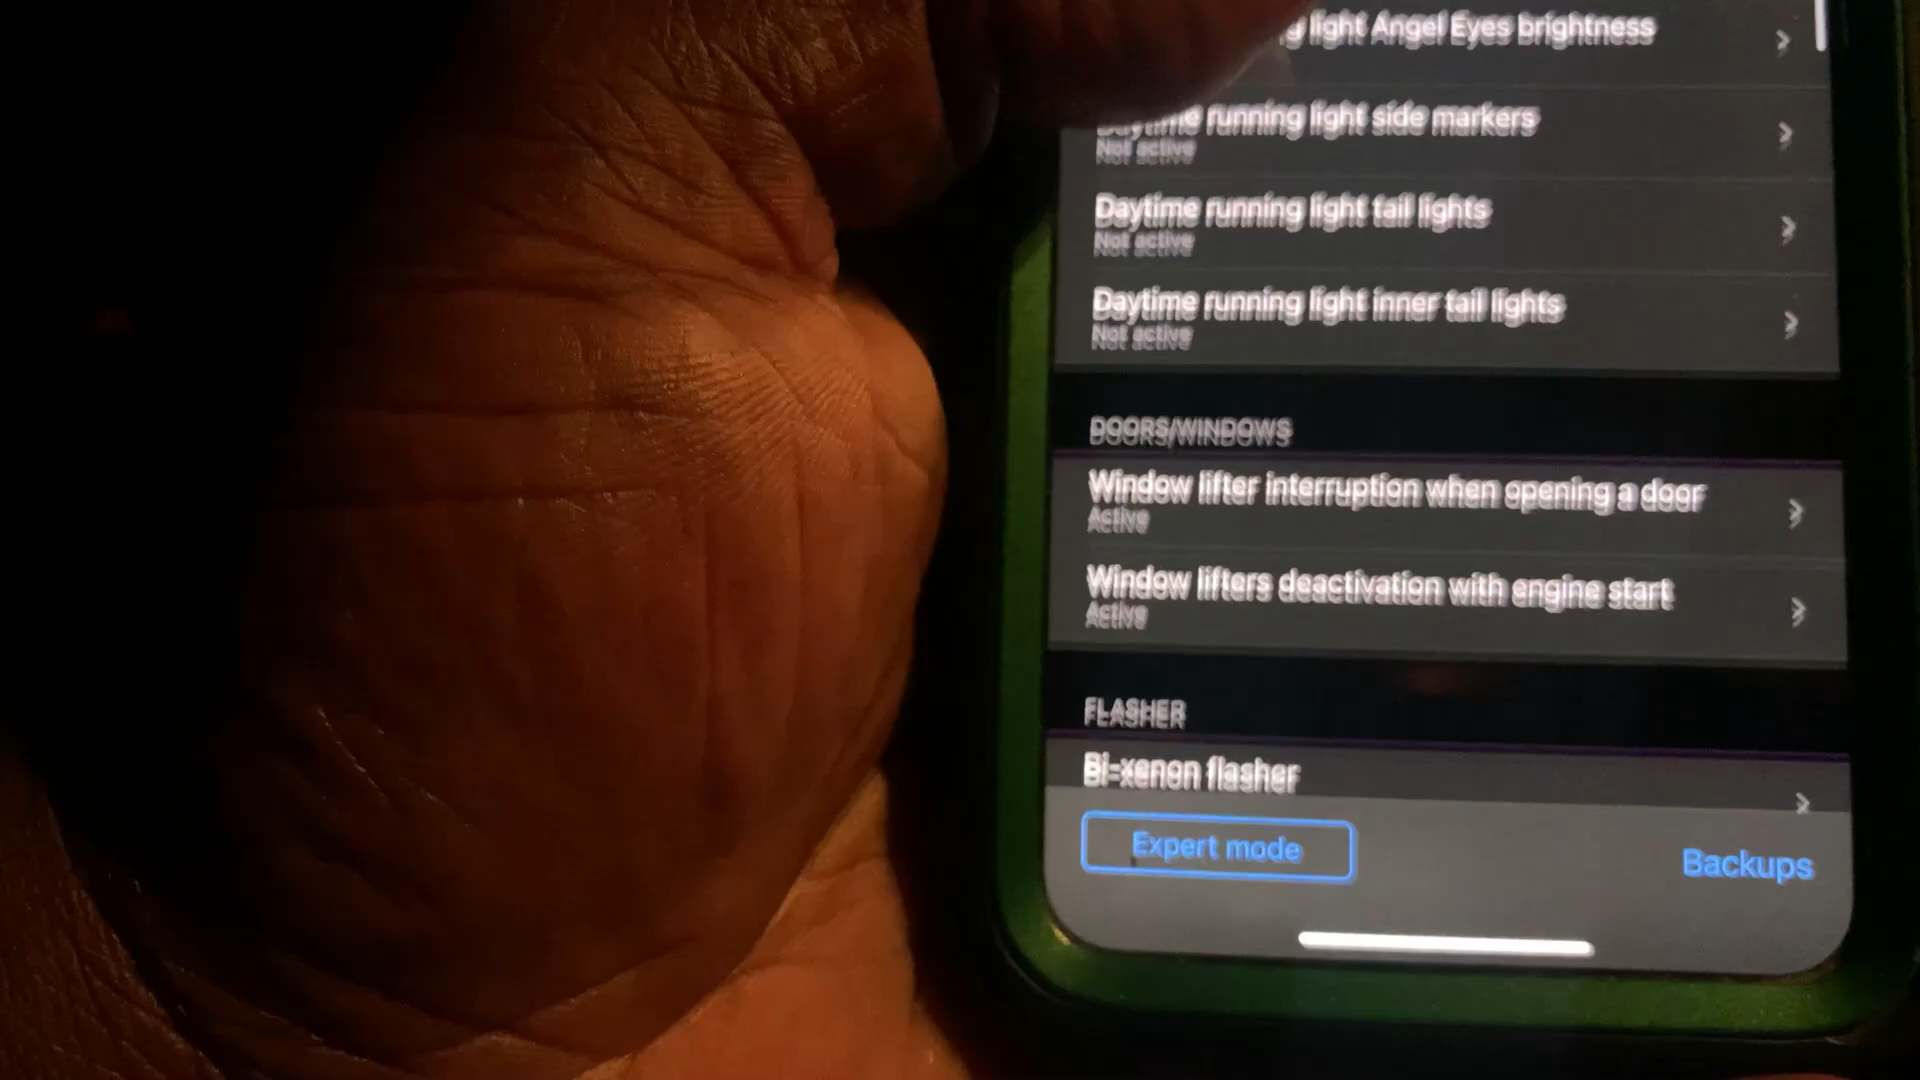 light Angel Eyes brightness
Daytime running light side markers
Not active
Daytime running light tail lights
Not active
Daytime running light inner tail lights
Not active
DOORS/WINDOWS
Window lifter interruption when opening a door
Active
Window lifters deactivation with engine start
Active
FLASHER
Bi-xenon flasher
Expert mode
Backups